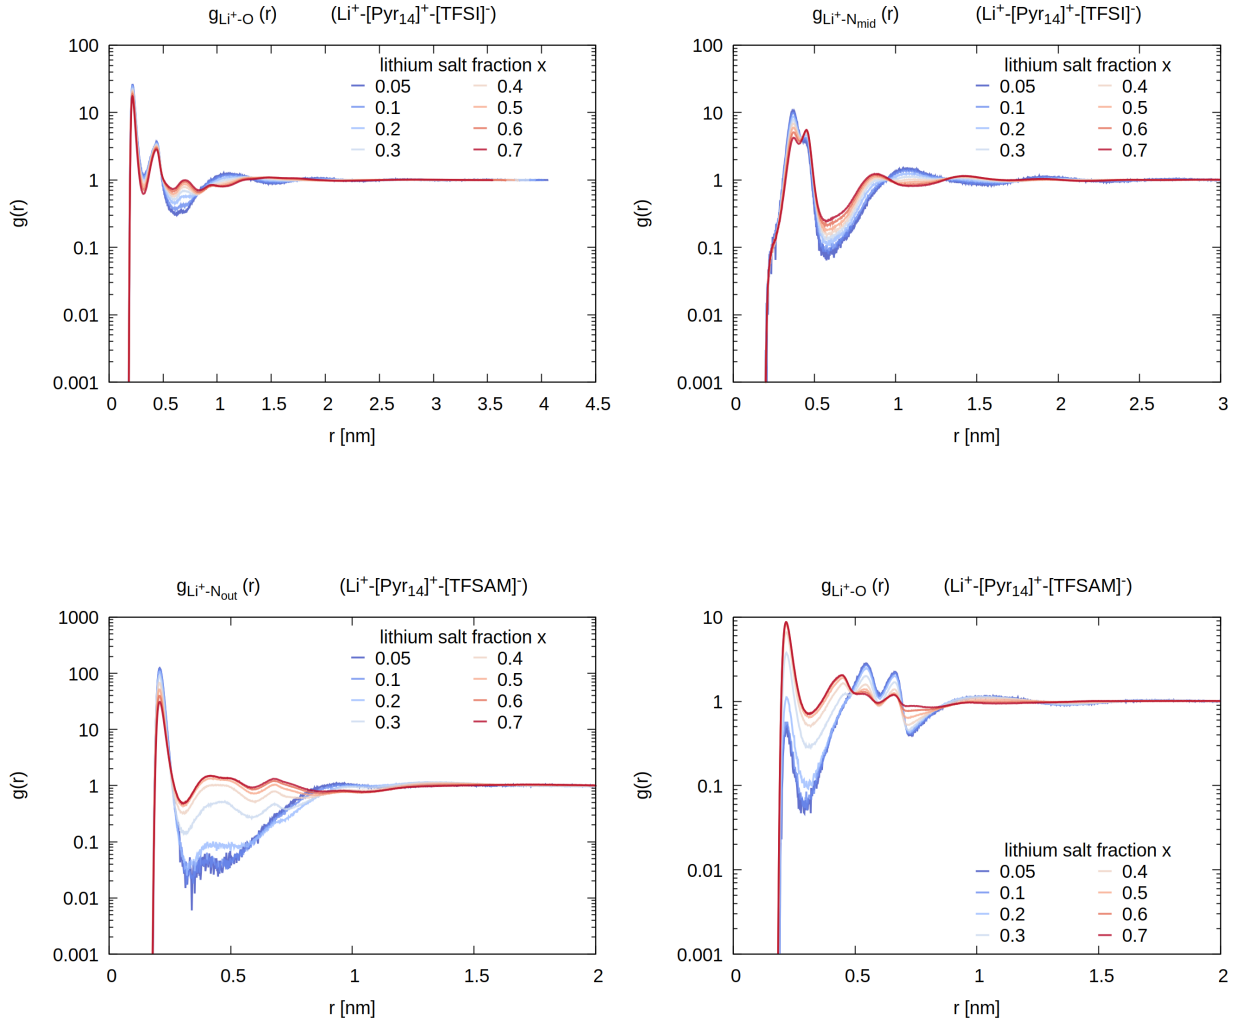 g_Li⁺-O (r) (Li⁺-[Pyr₁₄]⁺-[TFSI]⁻)
100
10
1
0.1
0.01
0.001
g(r)
lithium salt fraction x
0.05 0.4
0.1 0.5
0.2 0.6
0.3 0.7
0 0.5 1 1.5 2 2.5 3 3.5 4 4.5
r [nm]
g_Li⁺-N_mid (r) (Li⁺-[Pyr₁₄]⁺-[TFSI]⁻)
100
10
1
0.1
0.01
0.001
g(r)
lithium salt fraction x
0.05 0.4
0.1 0.5
0.2 0.6
0.3 0.7
0 0.5 1 1.5 2 2.5 3
r [nm]
g_Li⁺-N_out (r) (Li⁺-[Pyr₁₄]⁺-[TFSAM]⁻)
1000
100
10
1
0.1
0.01
0.001
g(r)
lithium salt fraction x
0.05 0.4
0.1 0.5
0.2 0.6
0.3 0.7
0 0.5 1 1.5 2
r [nm]
g_Li⁺-O (r) (Li⁺-[Pyr₁₄]⁺-[TFSAM]⁻)
10
1
0.1
0.01
0.001
g(r)
lithium salt fraction x
0.05 0.4
0.1 0.5
0.2 0.6
0.3 0.7
0 0.5 1 1.5 2
r [nm]